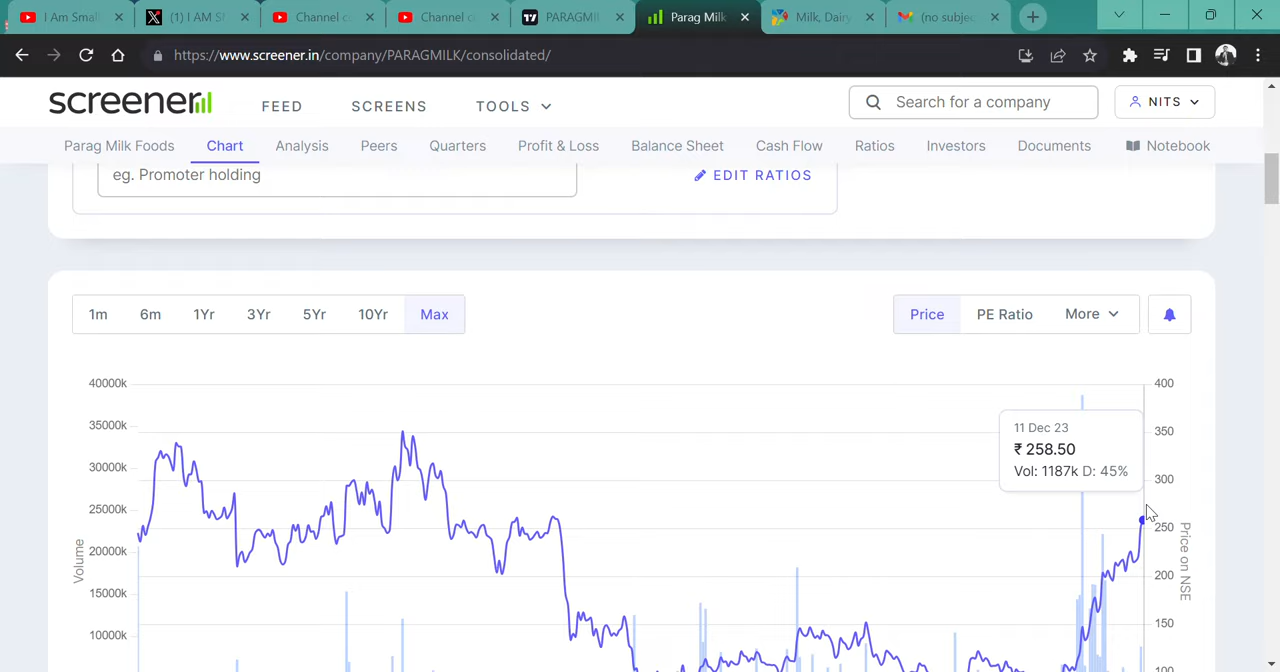 I Am Small
(1) I AM S
Channel c
Channel c
PARAGMI
Parag Milk
Milk, Dairy
(no subjec
https://www.screener.in/company/PARAGMILK/consolidated/
screener
FEED
SCREENS
TOOLS
Search for a company
NITS
Parag Milk Foods
Chart
Analysis
Peers
Quarters
Profit & Loss
Balance Sheet
Cash Flow
Ratios
Investors
Documents
Notebook
eg. Promoter holding
EDIT RATIOS
1m
6m
1Yr
3Yr
5Yr
10Yr
Max
Price
PE Ratio
More
40000k
35000k
30000k
25000k
20000k
15000k
10000k
Volume
11 Dec 23
₹ 258.50
Vol: 1187k D: 45%
400
350
300
250
200
150
100
Price on NSE